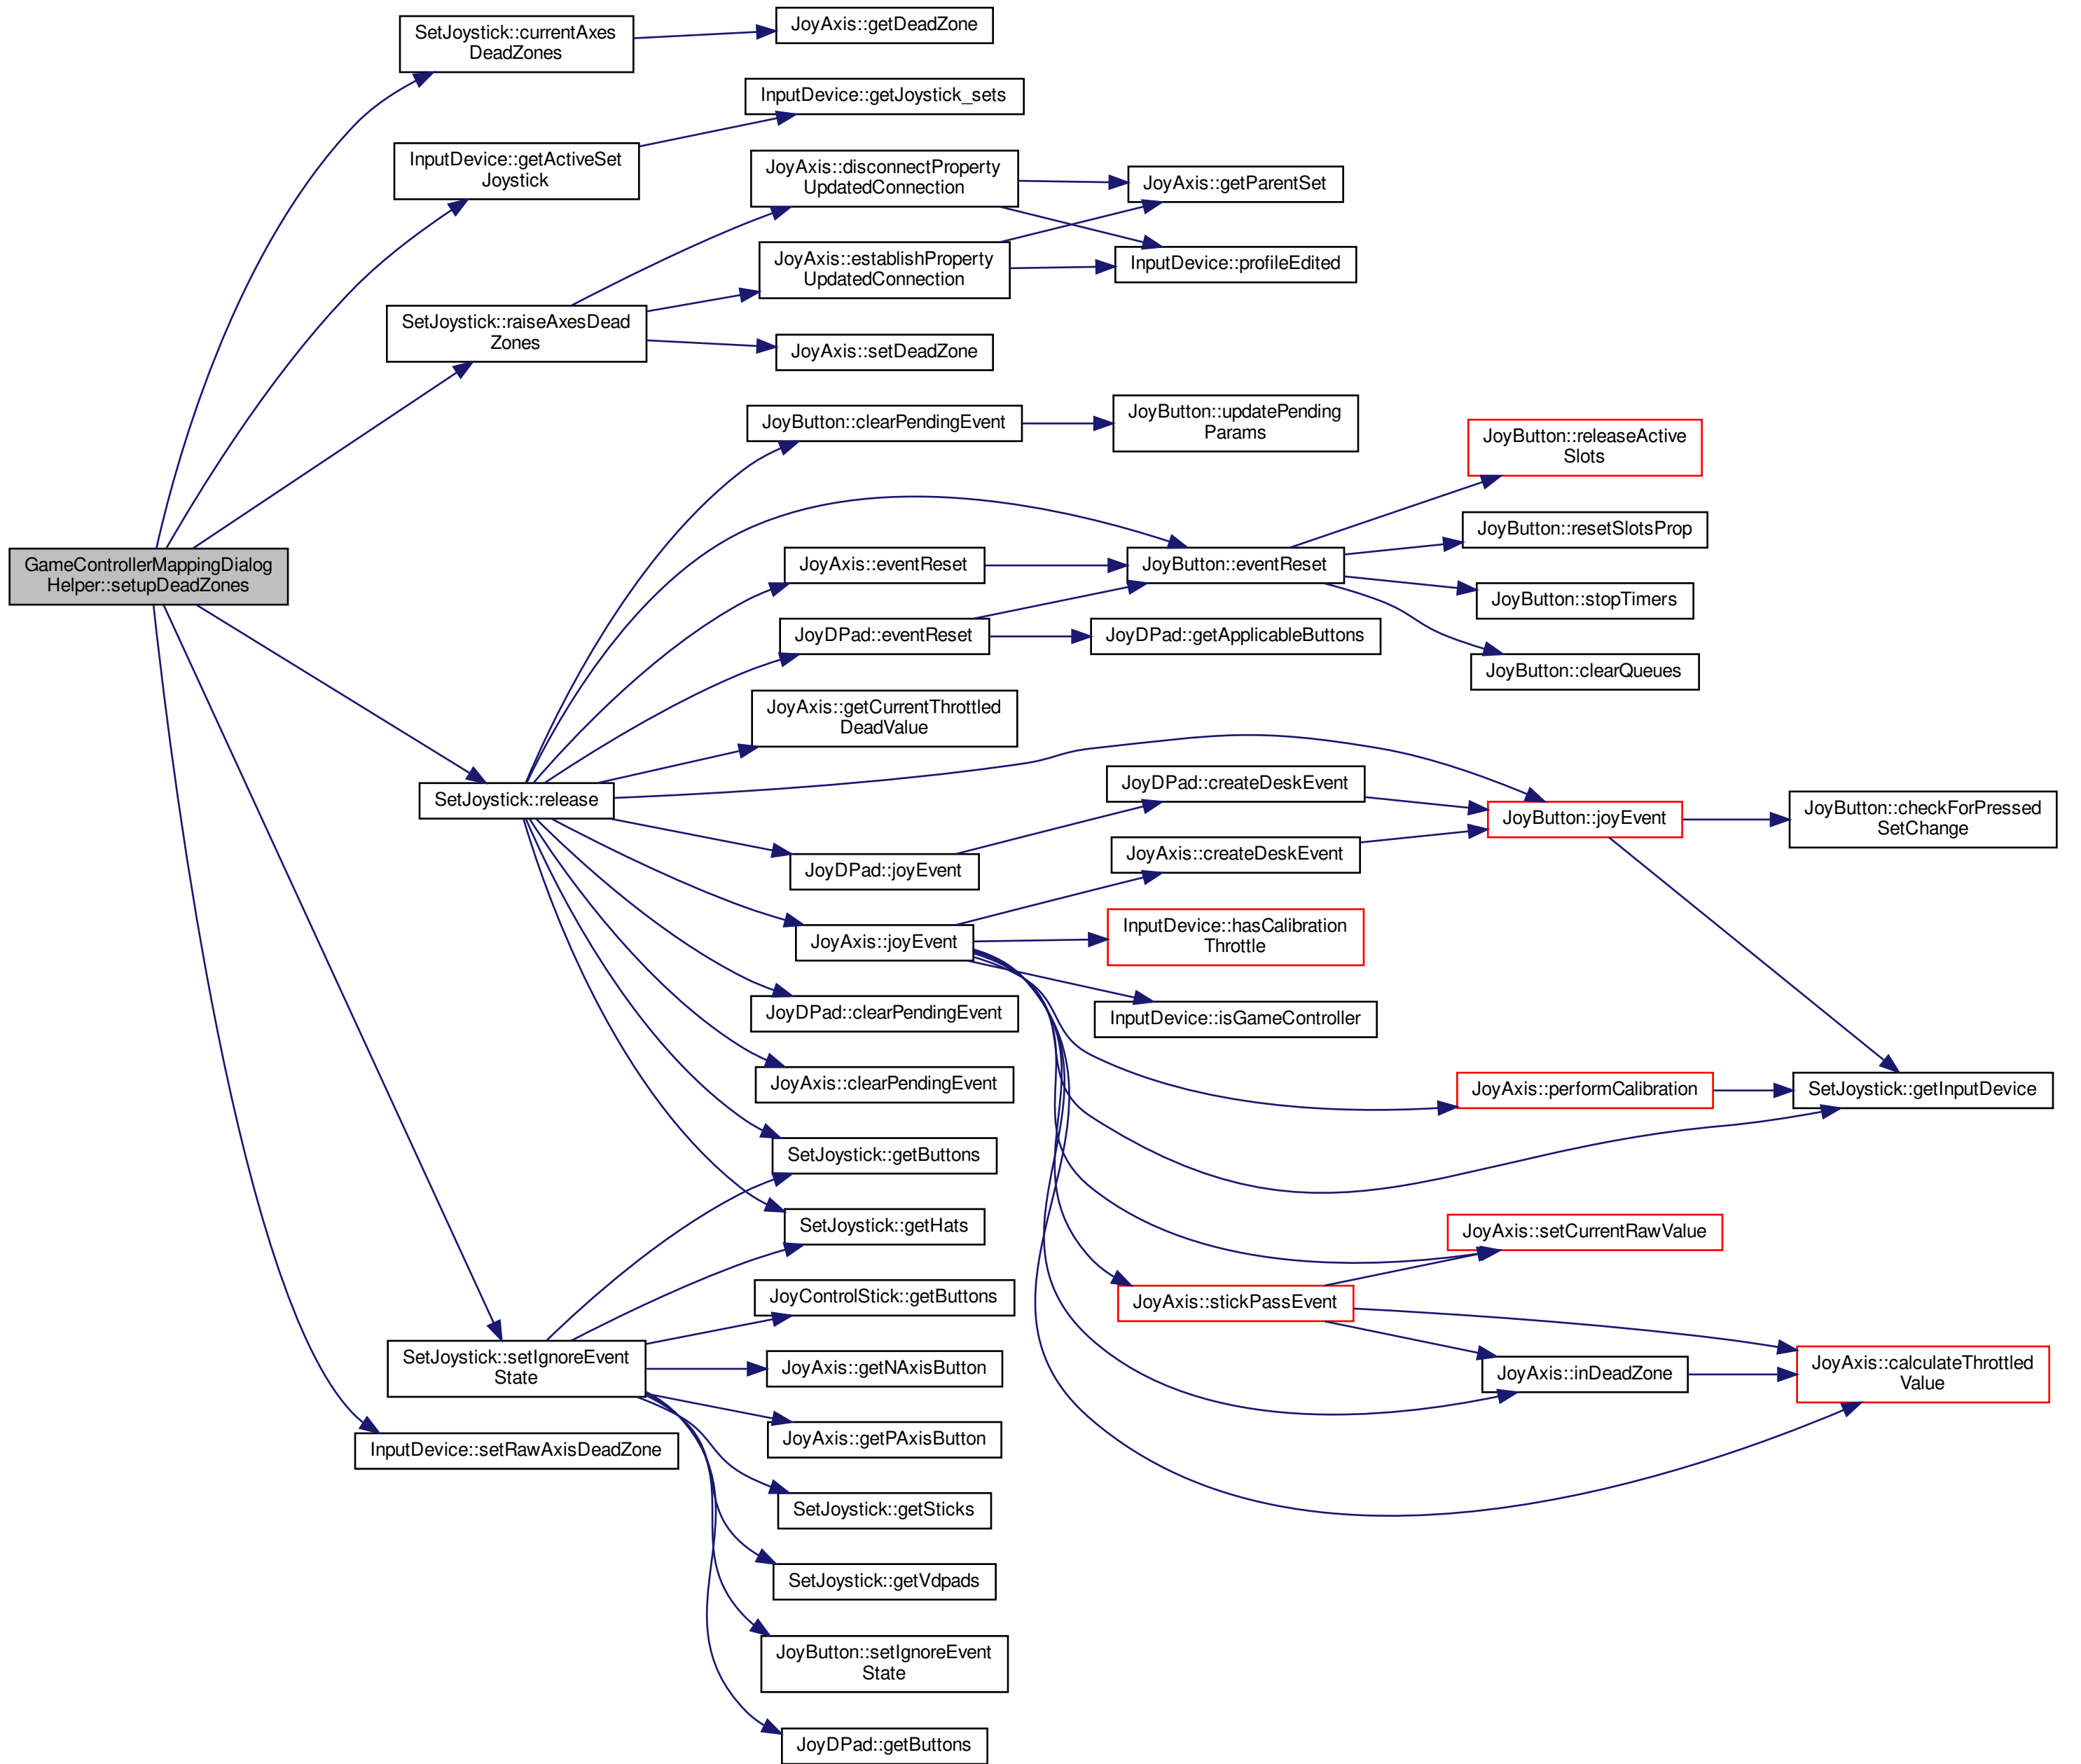 GameControllerMappingDialog
Helper::setupDeadZones
SetJoystick::currentAxes
DeadZones
InputDevice::getActiveSet
Joystick
SetJoystick::raiseAxesDead
Zones
SetJoystick::release
SetJoystick::setIgnoreEvent
State
InputDevice::setRawAxisDeadZone
JoyAxis::getDeadZone
InputDevice::getJoystick_sets
JoyAxis::disconnectProperty
UpdatedConnection
JoyAxis::establishProperty
UpdatedConnection
JoyAxis::setDeadZone
JoyButton::clearPendingEvent
JoyAxis::eventReset
JoyDPad::eventReset
JoyAxis::getCurrentThrottled
DeadValue
JoyDPad::joyEvent
JoyAxis::joyEvent
JoyDPad::clearPendingEvent
JoyAxis::clearPendingEvent
SetJoystick::getButtons
SetJoystick::getHats
JoyControlStick::getButtons
JoyAxis::getNAxisButton
JoyAxis::getPAxisButton
SetJoystick::getSticks
SetJoystick::getVdpads
JoyButton::setIgnoreEvent
State
JoyDPad::getButtons
JoyAxis::getParentSet
InputDevice::profileEdited
JoyButton::updatePending
Params
JoyButton::eventReset
JoyDPad::getApplicableButtons
JoyDPad::createDeskEvent
JoyAxis::createDeskEvent
InputDevice::hasCalibration
Throttle
InputDevice::isGameController
JoyAxis::stickPassEvent
JoyButton::releaseActive
Slots
JoyButton::resetSlotsProp
JoyButton::stopTimers
JoyButton::clearQueues
JoyButton::joyEvent
JoyAxis::performCalibration
JoyAxis::setCurrentRawValue
JoyAxis::inDeadZone
JoyButton::checkForPressed
SetChange
SetJoystick::getInputDevice
JoyAxis::calculateThrottled
Value